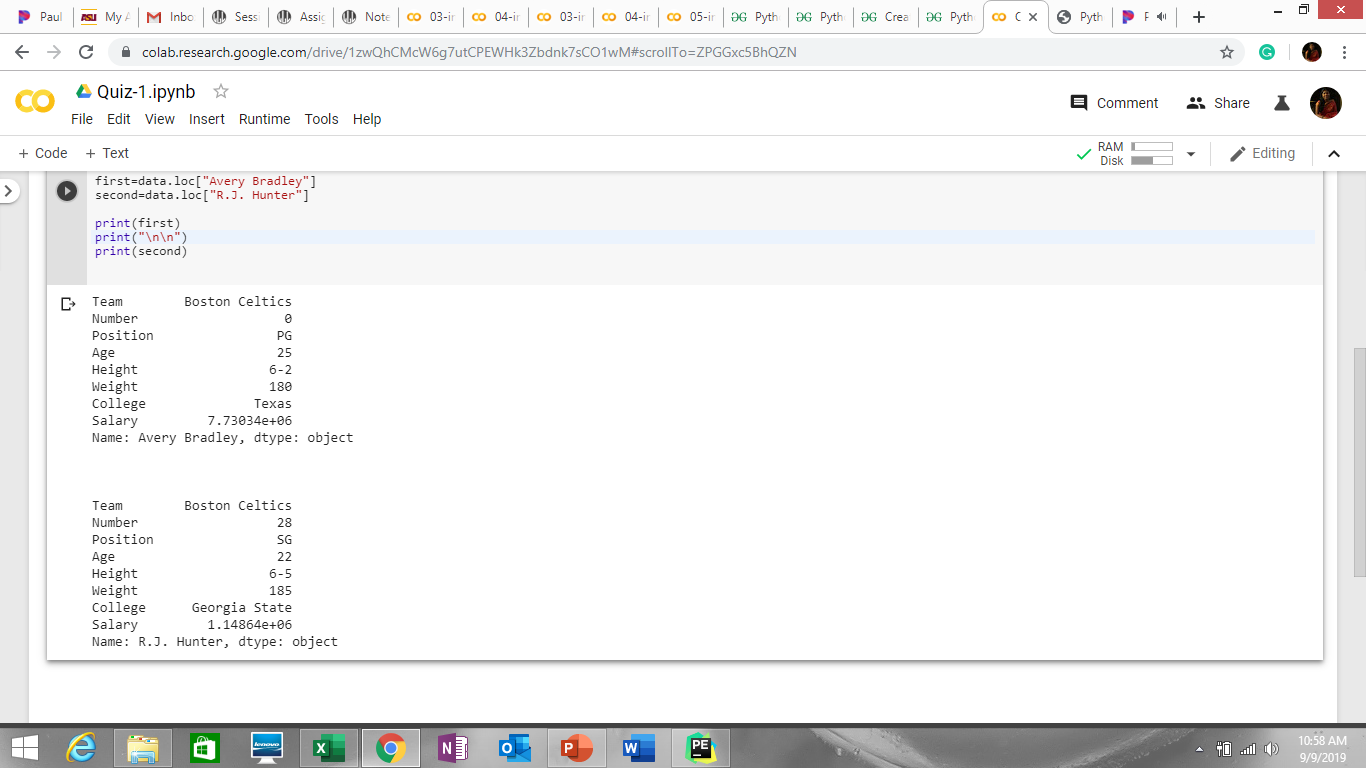 Paul
My A
Inbo
Sessi
Assig
Note
03-ir
04-ir
03-ir
04-ir
05-ir
Pyth
Pyth
Crea
Pyth
C
Pyth
F
colab.research.google.com/drive/1zwQhCMcW6g7utCPEWHk3Zbdnk7sCO1wM#scrollTo=ZPGGxc5BhQZN
Quiz-1.ipynb
File Edit View Insert Runtime Tools Help
Comment Share
+ Code + Text
RAM
Disk
Editing
first=data.loc["Avery Bradley"]
second=data.loc["R.J. Hunter"]
print(first)
print("\n\n")
print(second)
Team Boston Celtics
Number 0
Position PG
Age 25
Height 6-2
Weight 180
College Texas
Salary 7.73034e+06
Name: Avery Bradley, dtype: object
Team Boston Celtics
Number 28
Position SG
Age 22
Height 6-5
Weight 185
College Georgia State
Salary 1.14864e+06
Name: R.J. Hunter, dtype: object
lenovo
PE
10:58 AM
9/9/2019